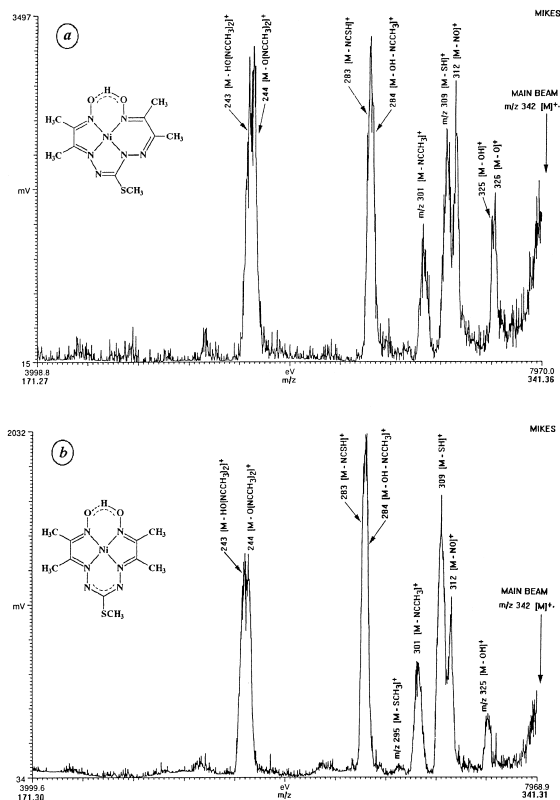 MIKES
3497
a
243 [M - HO(NCCH3)2]+
244 [M - O(NCCH3)2]+
283 [M - NCSH]+
284 [M - OH - NCCH3]+
m/z 301 [M - NCCH3]+
m/z 309 [M - SH]+
312 [M - NO]+
325 [M - OH]+
326 [M - O]+
MAIN BEAM
m/z 342 [M]+·
O H O
H3C N N CH3
Ni
H3C N N N CH3
N
SCH3
mV
15
3998.8 eV 7970.0
171.27 m/z 341.36
MIKES
2032
b
243 [M - HO(NCCH3)2]+
244 [M - O(NCCH3)2]+
283 [M - NCSH]+
284 [M - OH - NCCH3]+
m/z 295 [M - SCH3]+
301 [M - NCCH3]+
309 [M - SH]+
312 [M - NO]+
m/z 325 [M - OH]+
MAIN BEAM
m/z 342 [M]+·
O H O
H3C N N CH3
Ni
H3C N N CH3
N N
SCH3
mV
34
3999.6 eV 7968.9
171.30 m/z 341.31